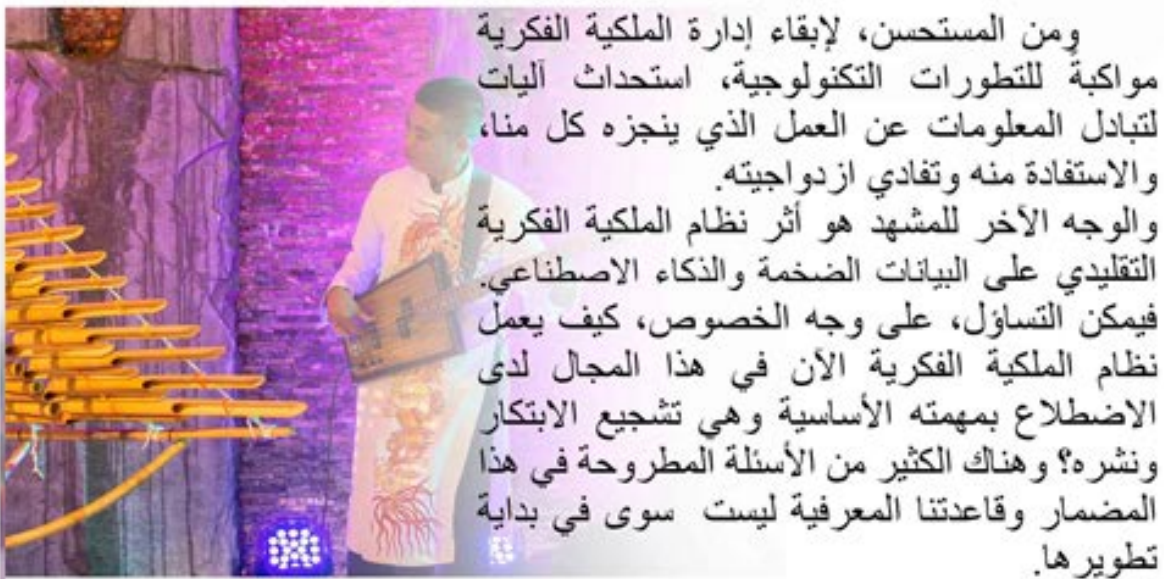 ومن المستحسن، لإبقاء إدارة الملكية الفكرية
مواكبةً للتطورات التكنولوجية، استحداث آليات
لتبادل المعلومات عن العمل الذي ينجزه كل منا،
والاستفادة منه وتفادي ازدواجيته.
والوجه الآخر للمشهد هو أثر نظام الملكية الفكرية
التقليدي على البيانات الضخمة والذكاء الاصطناعي.
فيمكن التساؤل، على وجه الخصوص، كيف يعمل
نظام الملكية الفكرية الآن في هذا المجال لدى
الاضطلاع بمهمته الأساسية وهي تشجيع الابتكار
ونشره؟ وهناك الكثير من الأسئلة المطروحة في هذا
المضمار وقاعدتنا المعرفية ليست سوى في بداية
تطويرها.